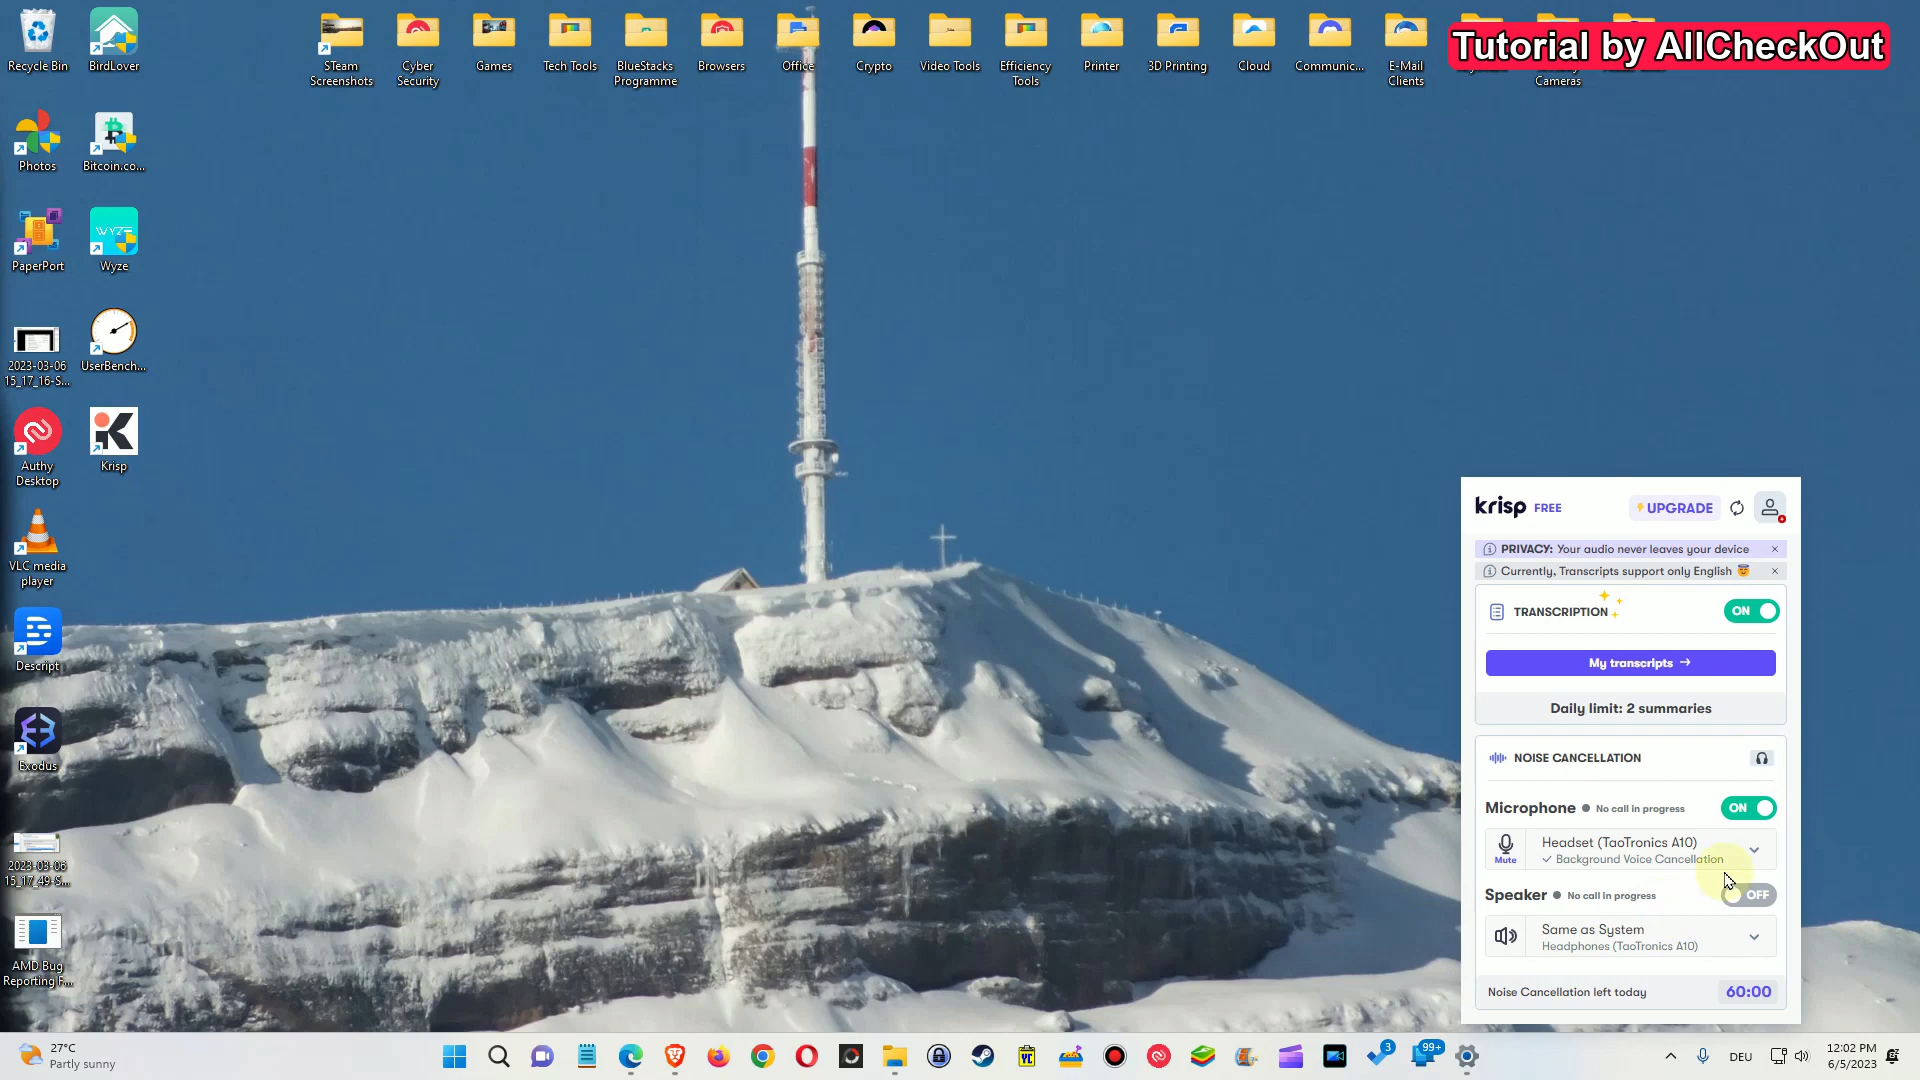 Recycle Bin
BirdLover
STeam
Screenshots
Cyber
Security
Games
Tech Tools
BlueStacks
Programme
Browsers
Office
Crypto
Video Tools
Efficiency
Tools
Printer
3D Printing
Cloud
Communic...
E-Mail
Clients
Cameras
Tutorial by AllCheckOut
Photos
Bitcoin.co...
PaperPort
WYZE
Wyze
2023-03-06
15_17_16-S...
UserBench...
Authy
Desktop
Krisp
VLC media
player
Descript
Exodus
2023-03-06
15_17_49-S...
AMD Bug
Reporting F...
krisp FREE
UPGRADE
PRIVACY: Your audio never leaves your device
Currently, Transcripts support only English
TRANSCRIPTION
ON
My transcripts →
Daily limit: 2 summaries
NOISE CANCELLATION
Microphone
No call in progress
ON
Mute
Headset (TaoTronics A10)
Background Voice Cancellation
Speaker
No call in progress
OFF
Same as System
Headphones (TaoTronics A10)
Noise Cancellation left today
60:00
27°C
Partly sunny
YC
3
99+
DEU
12:02 PM
6/5/2023